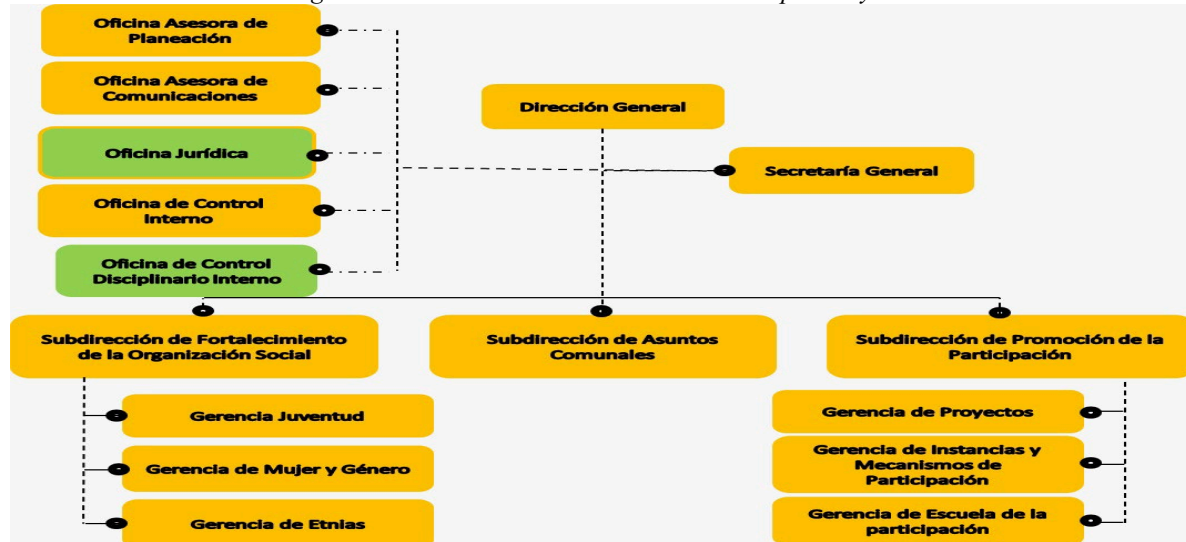 Oficina Asesora de
Planeación
Oficina Asesora de
Comunicaciones
Dirección General
Oficina Jurídica
Secretaría General
Oficina de Control
Interno
Oficina de Control
Disciplinario Interno
Subdirección de Fortalecimiento
de la Organización Social
Subdirección de Asuntos
Comunales
Subdirección de Promoción de la
Participación
Gerencia Juventud
Gerencia de Mujer y Género
Gerencia de Etnias
Gerencia de Proyectos
Gerencia de Instancias y
Mecanismos de
Participación
Gerencia de Escuela de la
participación